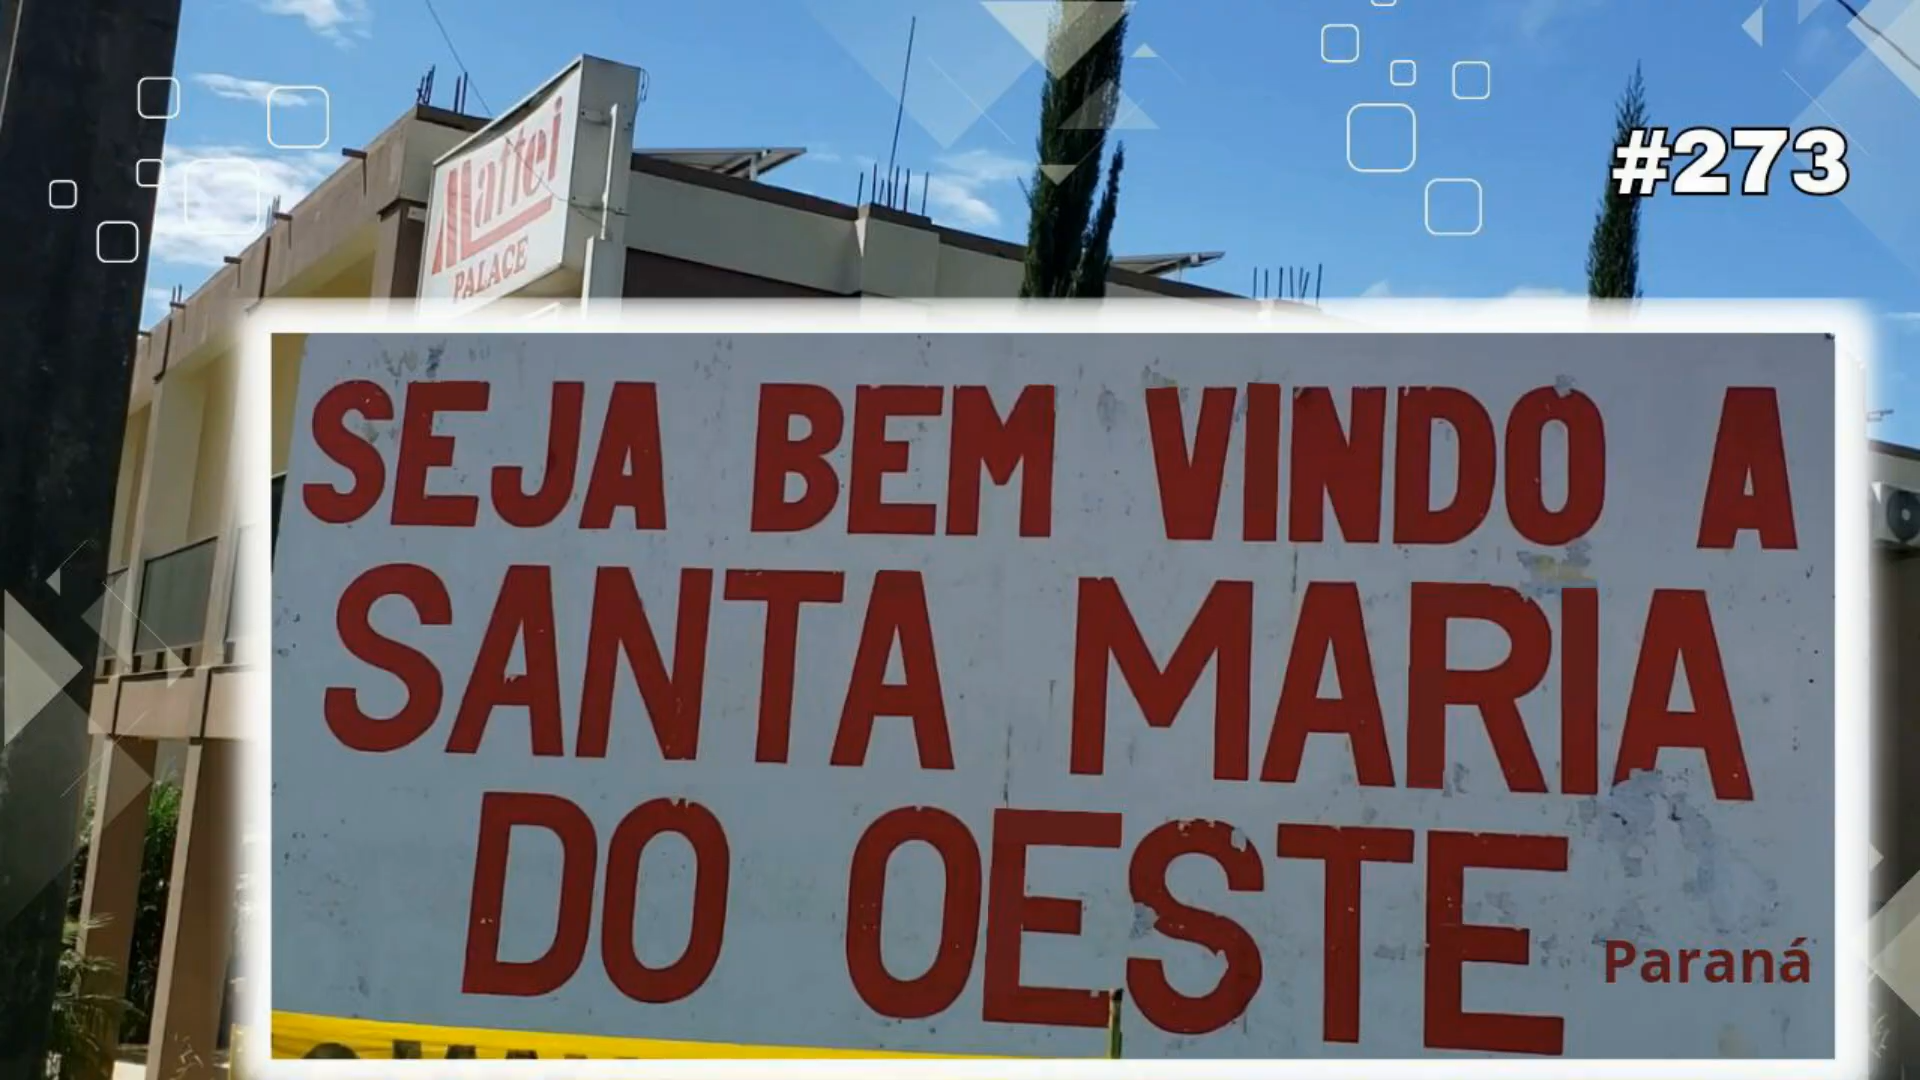 #273
Maffei
PALACE
SEJA BEM VINDO A
SANTA MARIA
DO OESTE
Paraná